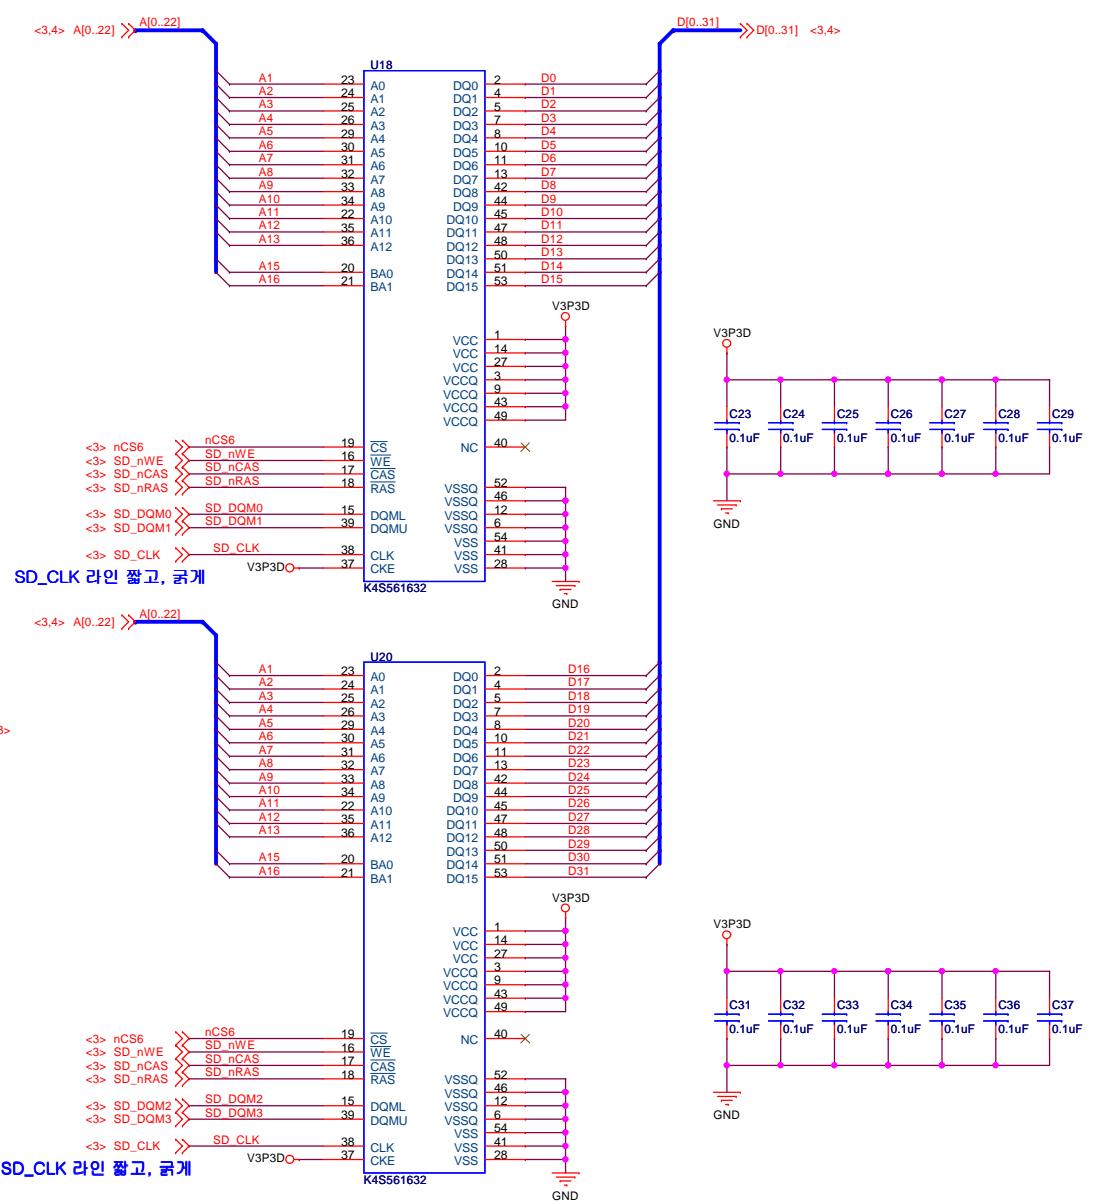 <3,4> A[0..22] A[0..22] D[0..31] D[0..31] <3,4>
U18
A1 23 A0 DQ0 2 D0
A2 24 A1 DQ1 4 D1
A3 25 A2 DQ2 5 D2
A4 26 A3 DQ3 7 D3
A5 29 A4 DQ4 8 D4
A6 30 A5 DQ5 10 D5
A7 31 A6 DQ6 11 D6
A8 32 A7 DQ7 13 D7
A9 33 A8 DQ8 42 D8
A10 34 A9 DQ9 44 D9
A11 22 A10 DQ10 45 D10
A12 35 A11 DQ11 47 D11
A13 36 A12 DQ12 48 D12
DQ13 50 D13
A15 20 BA0 DQ14 51 D14
A16 21 BA1 DQ15 53 D15
V3P3D
VCC 1
VCC 14
VCC 27
VCCQ 3
VCCQ 9
VCCQ 43
VCCQ 49
V3P3D
C23 C24 C25 C26 C27 C28 C29
0.1uF 0.1uF 0.1uF 0.1uF 0.1uF 0.1uF 0.1uF
GND
<3> nCS6 nCS6 19 CS NC 40
<3> SD_nWE SD_nWE 16 WE
<3> SD_nCAS SD_nCAS 17 CAS
<3> SD_nRAS SD_nRAS 18 RAS VSSQ 52
VSSQ 46
<3> SD_DQM0 SD_DQM0 15 DQML VSSQ 12
<3> SD_DQM1 SD_DQM1 39 DQMU VSSQ 6
VSS 54
<3> SD_CLK SD_CLK 38 CLK VSS 41
V3P3D 37 CKE VSS 28
SD_CLK 라인 짧고, 굵게
K4S561632
GND
<3,4> A[0..22] A[0..22]
U20
A1 23 A0 DQ0 2 D16
A2 24 A1 DQ1 4 D17
A3 25 A2 DQ2 5 D18
A4 26 A3 DQ3 7 D19
A5 29 A4 DQ4 8 D20
A6 30 A5 DQ5 10 D21
A7 31 A6 DQ6 11 D22
A8 32 A7 DQ7 13 D23
A9 33 A8 DQ8 42 D24
A10 34 A9 DQ9 44 D25
A11 22 A10 DQ10 45 D26
A12 35 A11 DQ11 47 D27
A13 36 A12 DQ12 48 D28
DQ13 50 D29
A15 20 BA0 DQ14 51 D30
A16 21 BA1 DQ15 53 D31
V3P3D
VCC 1
VCC 14
VCC 27
VCCQ 3
VCCQ 9
VCCQ 43
VCCQ 49
V3P3D
C31 C32 C33 C34 C35 C36 C37
0.1uF 0.1uF 0.1uF 0.1uF 0.1uF 0.1uF 0.1uF
GND
<3> nCS6 nCS6 19 CS NC 40
<3> SD_nWE SD_nWE 16 WE
<3> SD_nCAS SD_nCAS 17 CAS
<3> SD_nRAS SD_nRAS 18 RAS VSSQ 52
VSSQ 46
<3> SD_DQM2 SD_DQM2 15 DQML VSSQ 12
<3> SD_DQM3 SD_DQM3 39 DQMU VSSQ 6
VSS 54
<3> SD_CLK SD_CLK 38 CLK VSS 41
V3P3D 37 CKE VSS 28
SD_CLK 라인 짧고, 굵게
K4S561632
GND